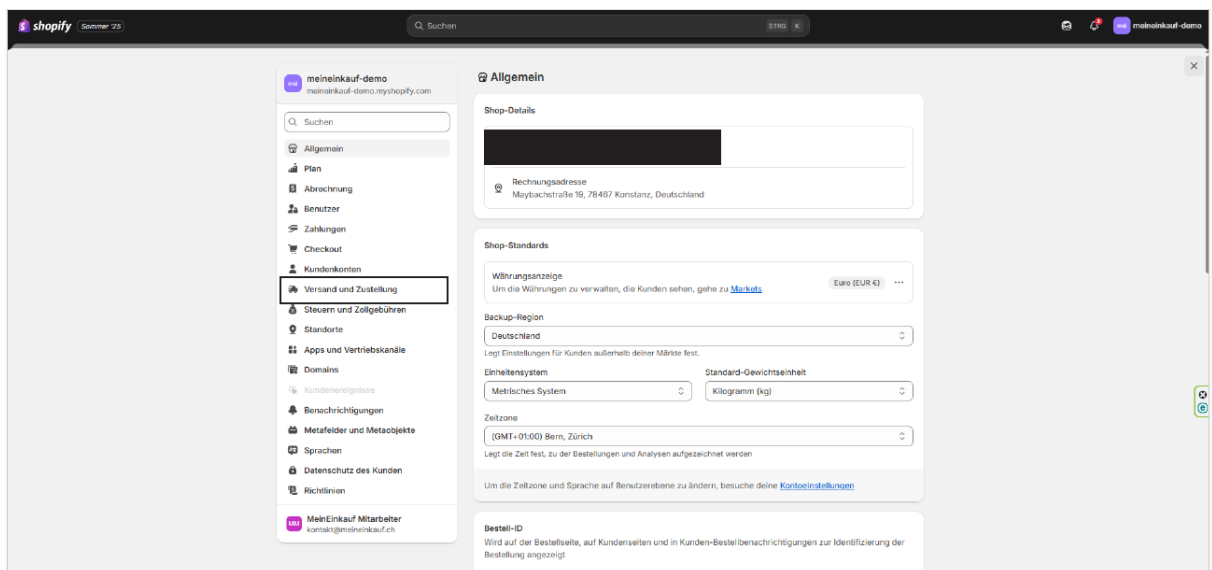 shopify Sommer '25
Suchen
STRG K
meineinkauf-demo
meineinkauf-demo
meineinkauf-demo.myshopify.com
Suchen
Allgemein
Plan
Abrechnung
Benutzer
Zahlungen
Checkout
Kundenkonten
Versand und Zustellung
Steuern und Zollgebühren
Standorte
Apps und Vertriebskanäle
Domains
Kundenereignisse
Benachrichtigungen
Metafelder und Metaobjekte
Sprachen
Datenschutz des Kunden
Richtlinien
MM
MeinEinkauf Mitarbeiter
kontakt@meineinkauf.ch
Allgemein
Shop-Details
Rechnungsadresse
Maybachstraße 19, 78467 Konstanz, Deutschland
Shop-Standards
Währungsanzeige
Um die Währungen zu verwalten, die Kunden sehen, gehe zu Markets
Euro (EUR €)
Backup-Region
Deutschland
Legt Einstellungen für Kunden außerhalb deiner Märkte fest.
Einheitensystem
Standard-Gewichtseinheit
Metrisches System
Kilogramm (kg)
Zeitzone
(GMT+01:00) Bern, Zürich
Legt die Zeit fest, zu der Bestellungen und Analysen aufgezeichnet werden
Um die Zeitzone und Sprache auf Benutzerebene zu ändern, besuche deine Kontoeinstellungen
Bestell-ID
Wird auf der Bestellseite, auf Kundenseiten und in Kunden-Bestellbenachrichtigungen zur Identifizierung der
Bestellung angezeigt